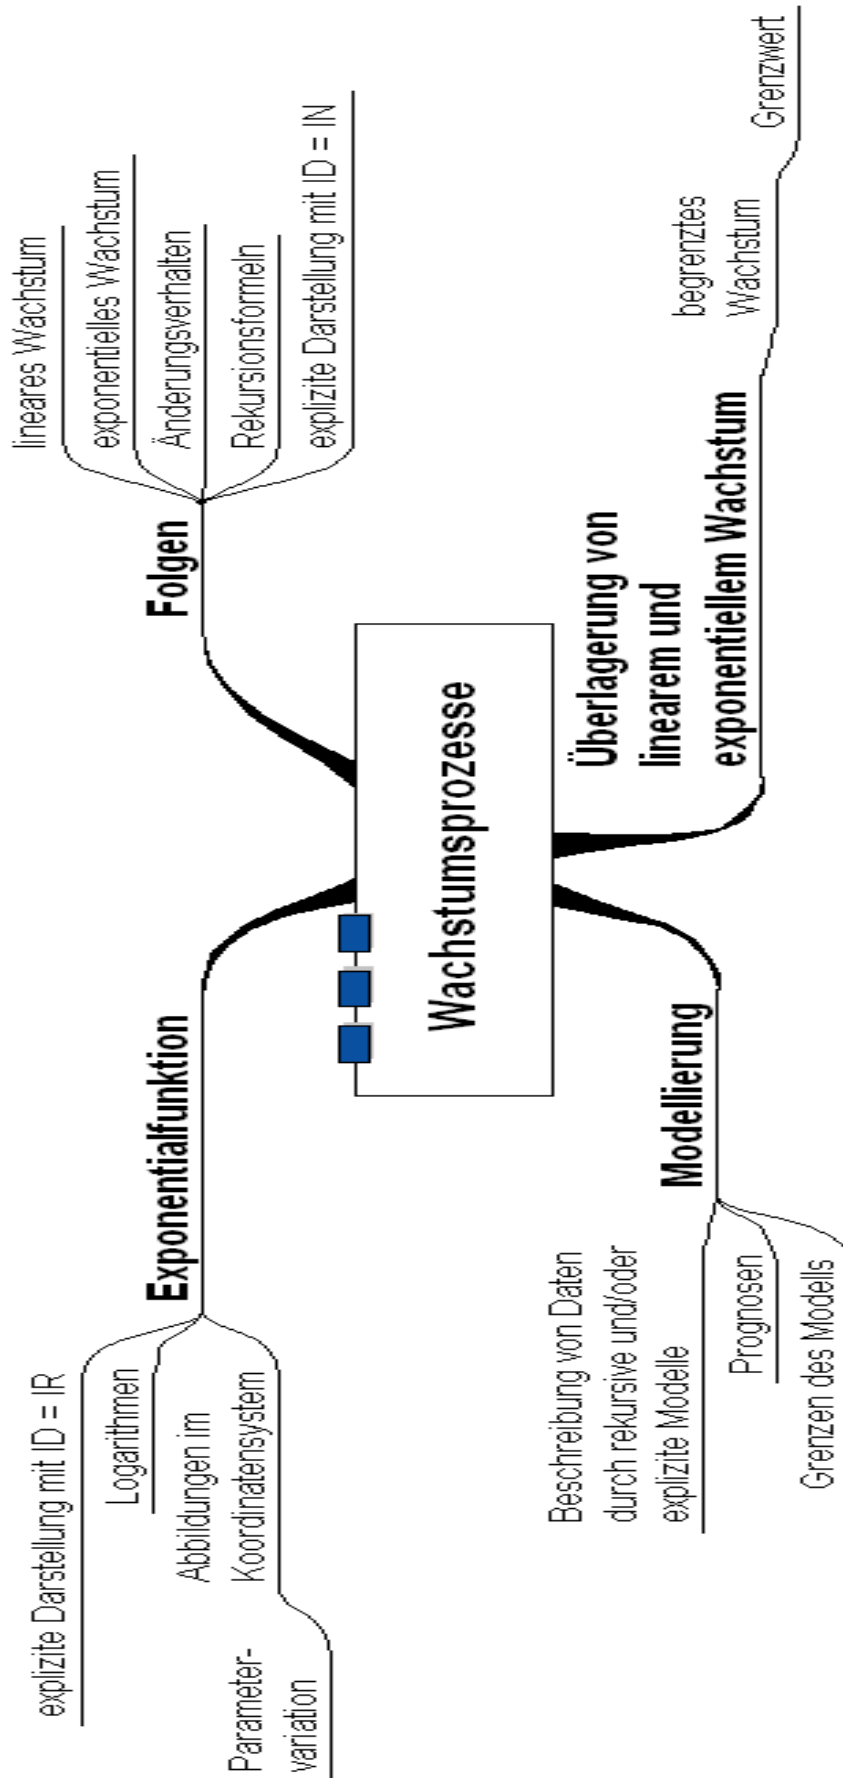 Wachstumsprozesse
Folgen
lineares Wachstum
exponentielles Wachstum
Änderungsverhalten
Rekursionsformeln
explizite Darstellung mit ID = IN
Überlagerung von
linearem und
exponentiellem Wachstum
begrenztes
Wachstum
Grenzwert
Modellierung
Beschreibung von Daten
durch rekursive und/oder
explizite Modelle
Prognosen
Grenzen des Modells
Exponentialfunktion
explizite Darstellung mit ID = IR
Logarithmen
Abbildungen im
Koordinatensystem
Parameter-
variation